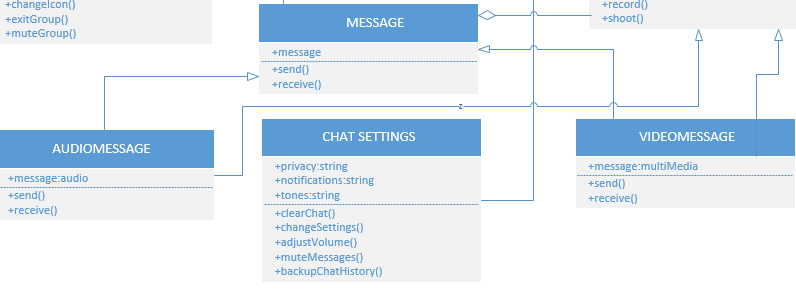 +changeIcon()
+exitGroup()
+muteGroup()
MESSAGE
+message
+send()
+receive()
+record()
+shoot()
z
AUDIOMESSAGE
+message:audio
+send()
+receive()
CHAT SETTINGS
+privacy:string
+notifications:string
+tones:string
+clearChat()
+changeSettings()
+adjustVolume()
+muteMessages()
+backupChatHistory()
VIDEOMESSAGE
+message:multiMedia
+send()
+receive()